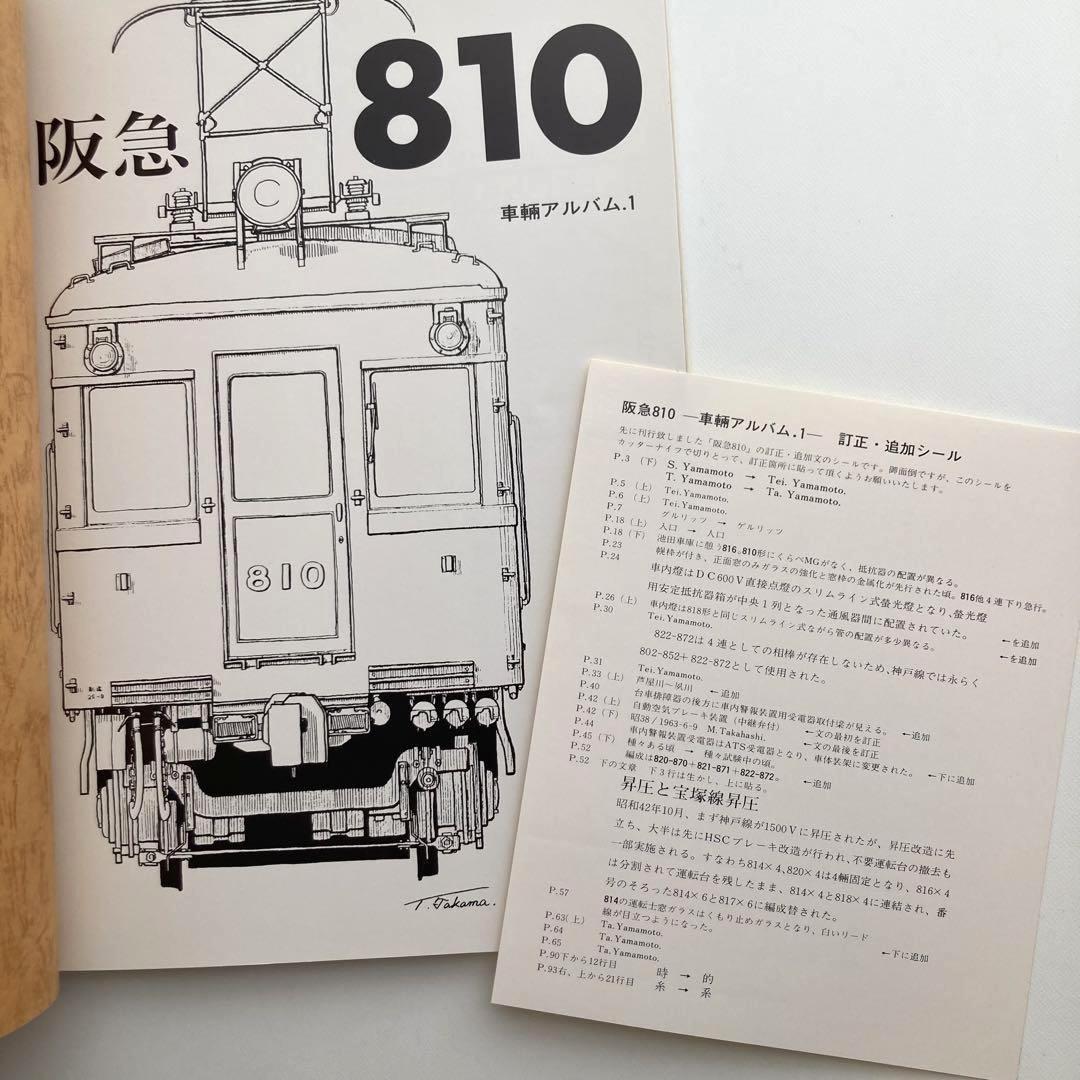 阪急
810
車輛アルバム.1
C
810
T. Takama.
阪急810 ―車輛アルバム.1― 訂正・追加シール
先に刊行致しました「阪急810」の訂正・追加文のシールです。御面倒ですが、このシールを
カッターナイフで切りとって、訂正箇所に貼って頂くようお願いいたします。
P.3 (下) S. Yamamoto → Tei. Yamamoto.
T. Yamamoto → Ta. Yamamoto.
P.5 (上) Tei. Yamamoto.
P.6 (上) Tei. Yamamoto.
P.7 グルリッツ → ゲルリッツ
P.18 (上) 入口 → 人口
P.18 (下) 池田車庫に憩う816。810形にくらべMGがなく、抵抗器の配置が異なる。
P.23 幌枠が付き、正面窓のみガラスの強化と窓枠の金属化が先行された頃。816他4連下り急行。
P.24 車内燈はDC600V直接点燈のスリムライン式螢光燈となり、螢光燈
用安定抵抗器箱が中央1列となった通風器間に配置されていた。 ←を追加
P.26 (上) 車内燈は818形と同じスリムライン式ながら管の配置が多少異なる。 ←を追加
P.30 Tei. Yamamoto.
822-872は4連としての相棒が存在しないため、神戸線では永らく
802-852+822-872として使用された。
P.31 Tei. Yamamoto.
P.33 (上) 芦屋川〜夙川 ←追加
P.40 台車排障器の後方に車内警報装置用受電器取付梁が見える。 ←追加
P.42 (上) 自動空気ブレーキ装置(中継弁付) ←文の最初を訂正
P.42 (下) 昭38/1963-6-9 M. Takahashi. ←文の最後を訂正
P.44 車内警報装置受電器はATS受電器となり、車体装架に変更された。 ←下に追加
P.45 (下) 種々ある頃 → 種々試験中の頃。
P.52 編成は820-870+821-871+822-872。 ←追加
P.52 下の文章 下3行は生かし、上に貼る。
昇圧と宝塚線昇圧
昭和42年10月、まず神戸線が1500Vに昇圧されたが、昇圧改造に先
立ち、大半は先にHSCブレーキ改造が行われ、不要運転台の撤去も
一部実施される。すなわち814×4、820×4は4輛固定となり、816×4
は分割されて運転台を残したまま、814×4と818×4に連結され、番
号のそろった814×6と817×6に編成替された。
P.57 814の運転士窓ガラスはくもり止めガラスとなり、白いリード
線が目立つようになった。 ←下に追加
P.63(上) Ta. Yamamoto.
P.64 Ta. Yamamoto.
P.65 Ta. Yamamoto.
P.90下から12行目 時 → 的
P.93右、上から21行目 糸 → 系